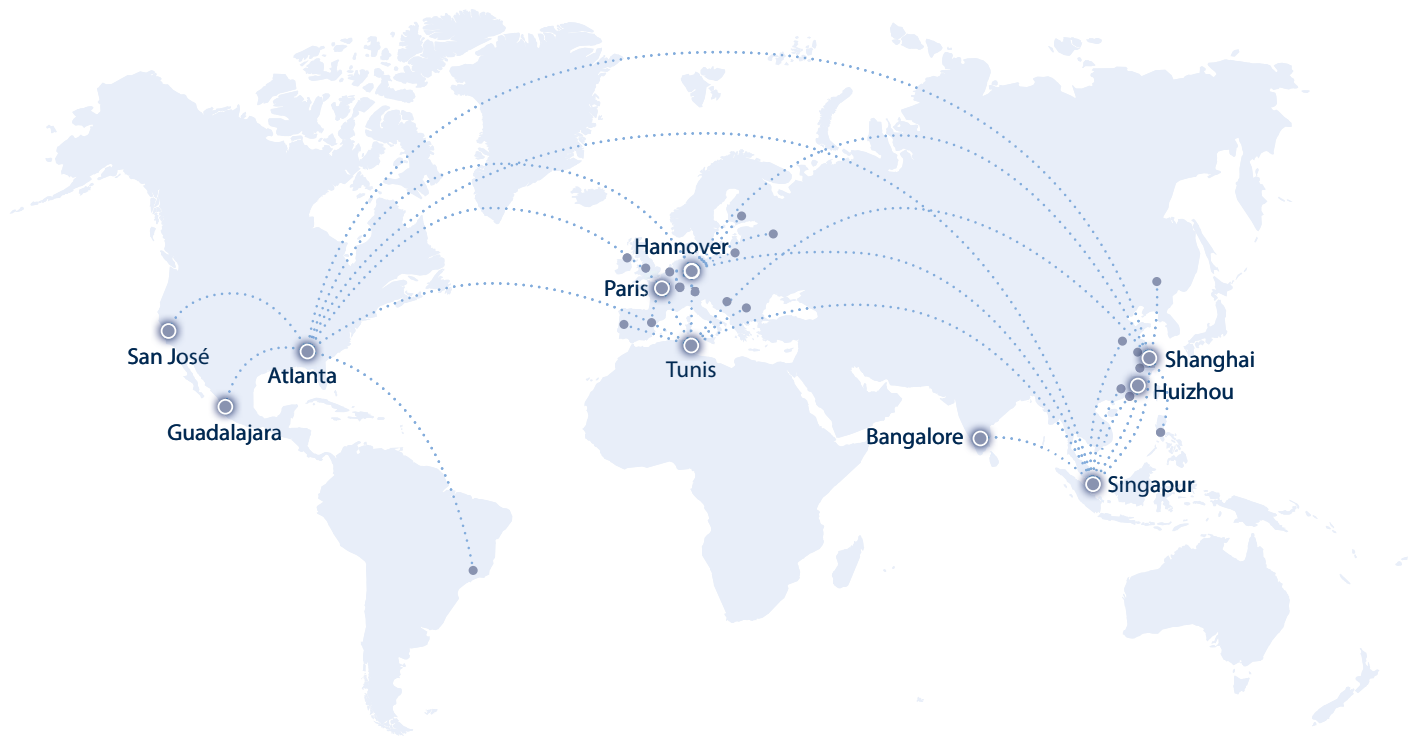 Hannover
Paris
San José
Atlanta
Tunis
Shanghai
Huizhou
Guadalajara
Bangalore
Singapur